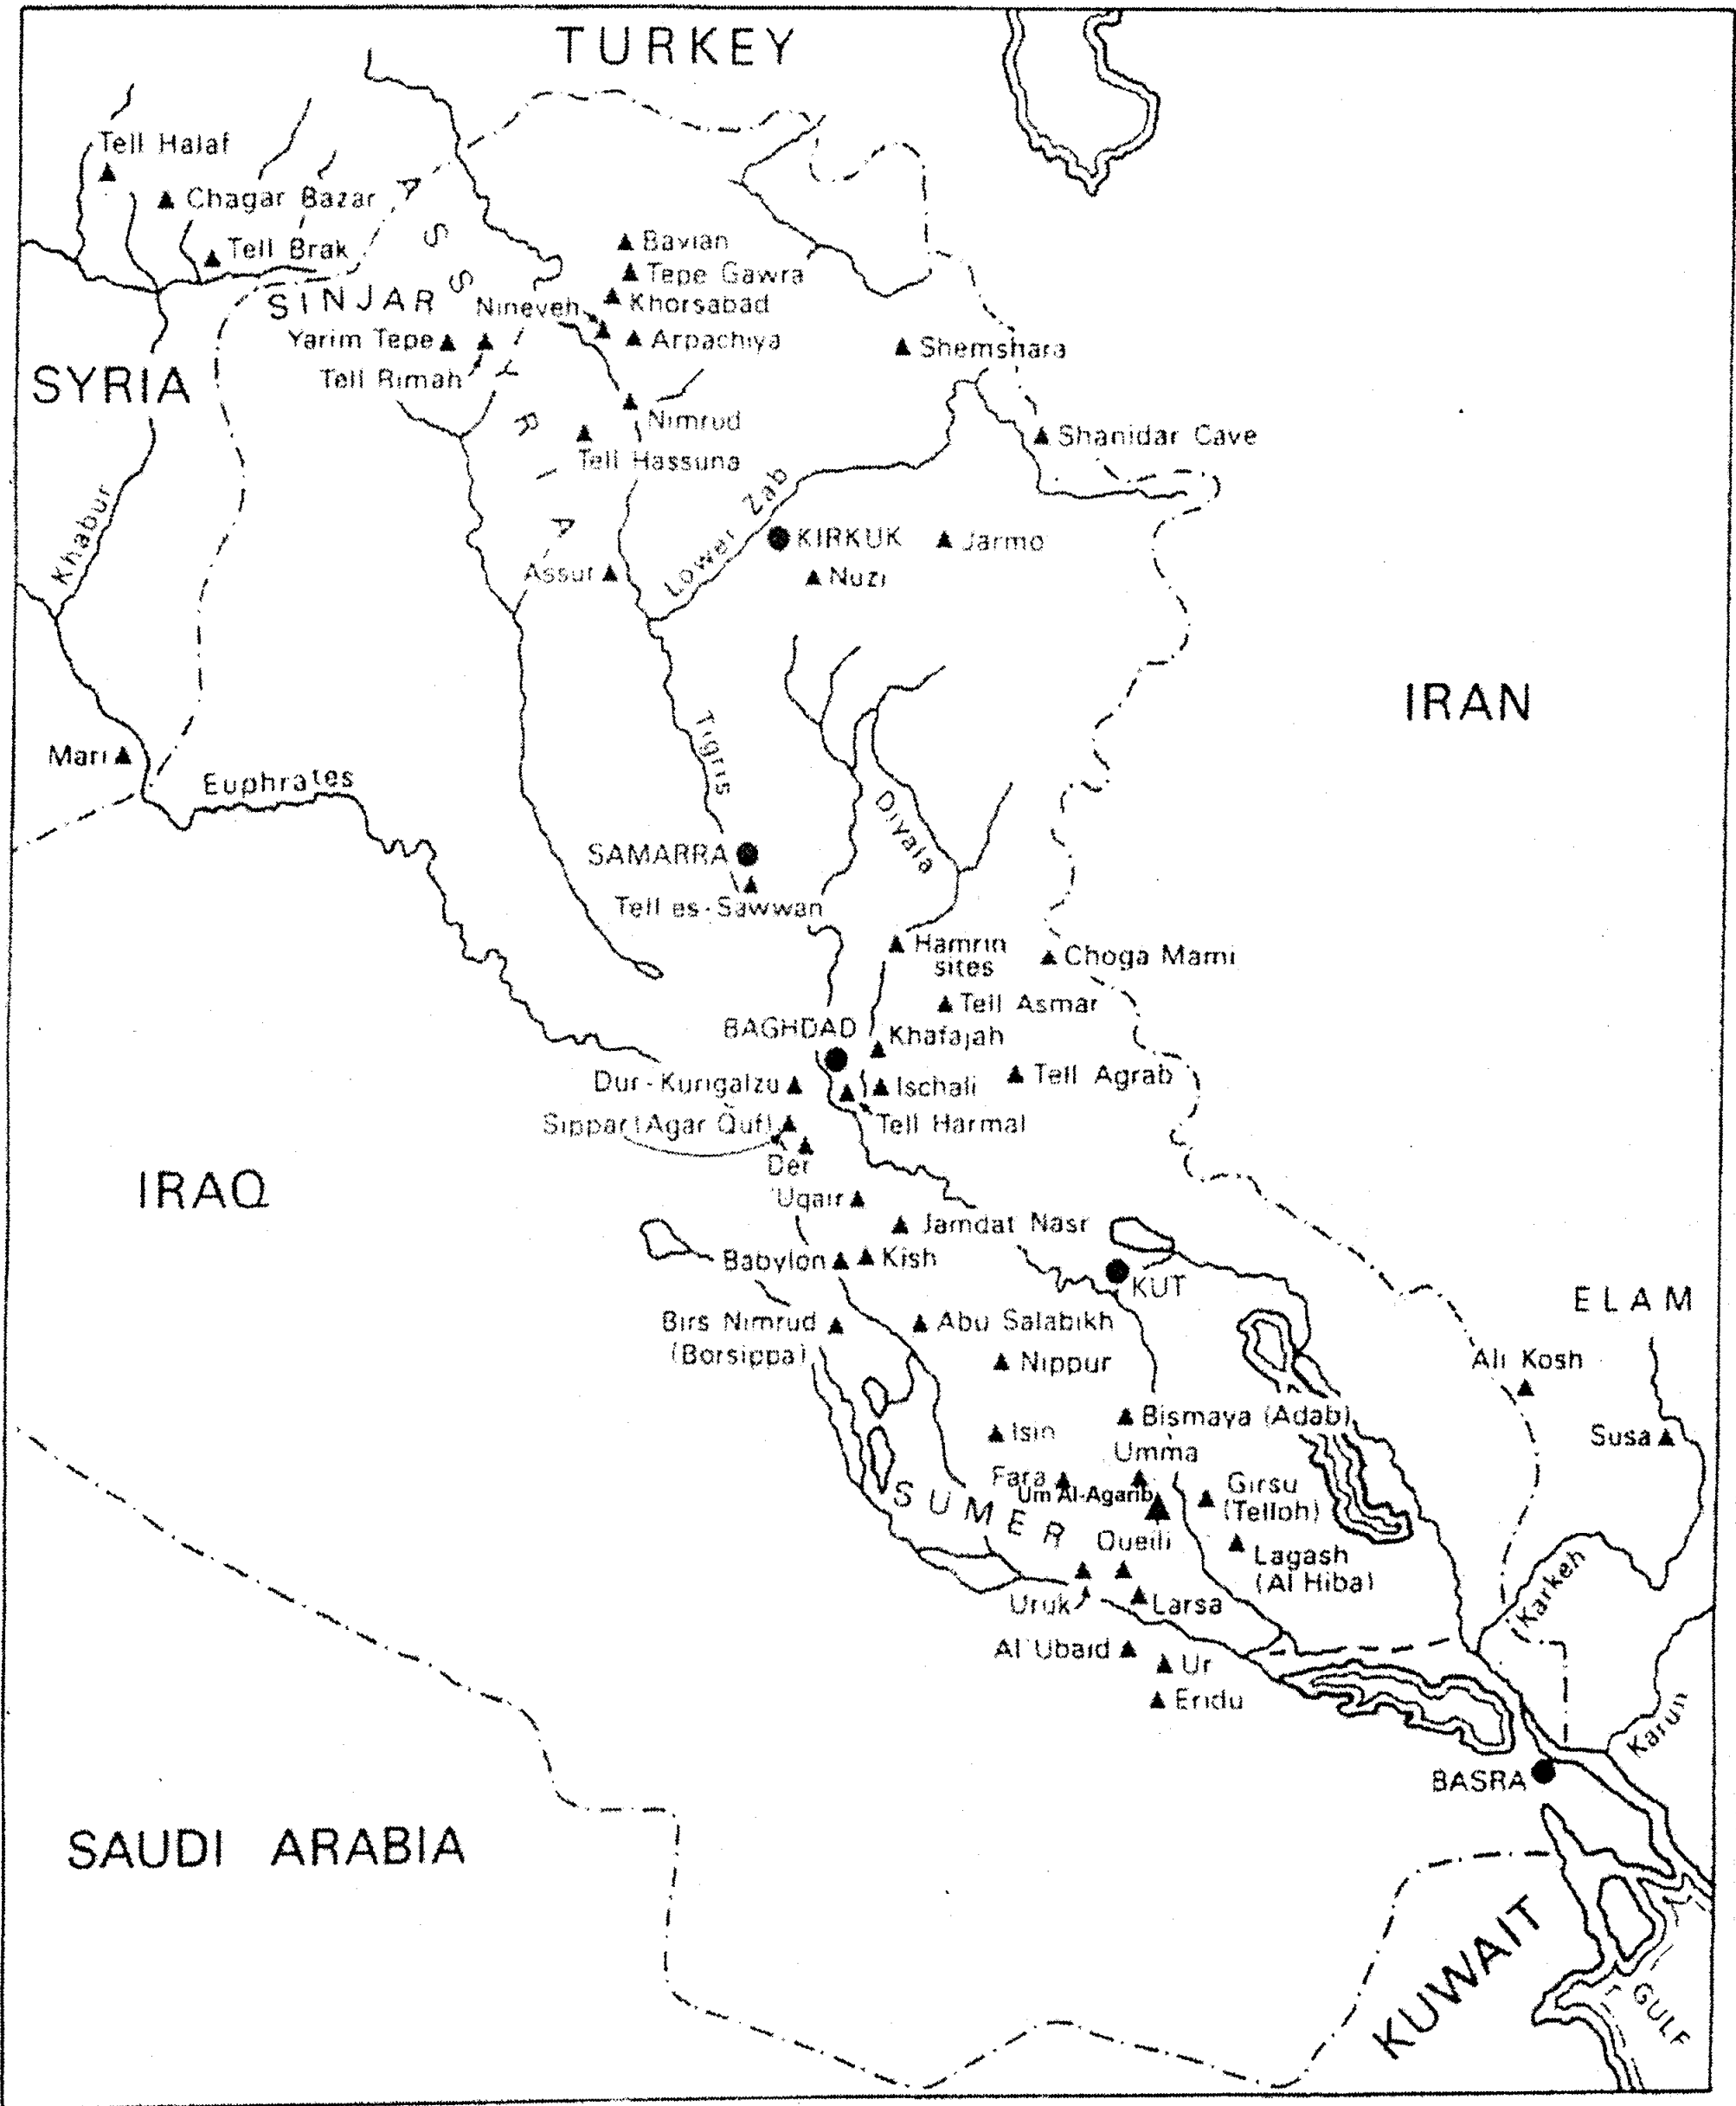 TURKEY
Tell Halaf
Chagar Bazar
Tell Brak
ASSYRIA
Bavian
Tepe Gawra
SINJAR
Nineveh
Khorsabad
Yarim Tepe
Arpachiya
Shemshara
Tell Rimah
SYRIA
Nimrud
Shanidar Cave
Tell Hassuna
Khabur
Lower Zab
KIRKUK
Jarmo
Assur
Nuzi
IRAN
Tigris
Mari
Euphrates
Diyala
SAMARRA
Tell es-Sawwan
Hamrin
sites
Choga Mami
Tell Asmar
BAGHDAD
Khafajah
Dur-Kurigalzu
Ischali
Tell Agrab
Sippar (Agar Quf)
Tell Harmal
Der
IRAQ
'Uqair
Jamdat Nasr
Babylon
Kish
KUT
ELAM
Birs Nimrud
(Borsippa)
Abu Salabikh
Nippur
Ali Kosh
Bismaya (Adab)
Isin
Susa
Umma
Fara
Um Al-Agarib
Girsu
(Telloh)
SUMER
Oueili
Lagash
(Al Hiba)
Karkeh
Uruk
Larsa
Al 'Ubaid
Ur
Eridu
Karun
BASRA
SAUDI ARABIA
KUWAIT
GULF